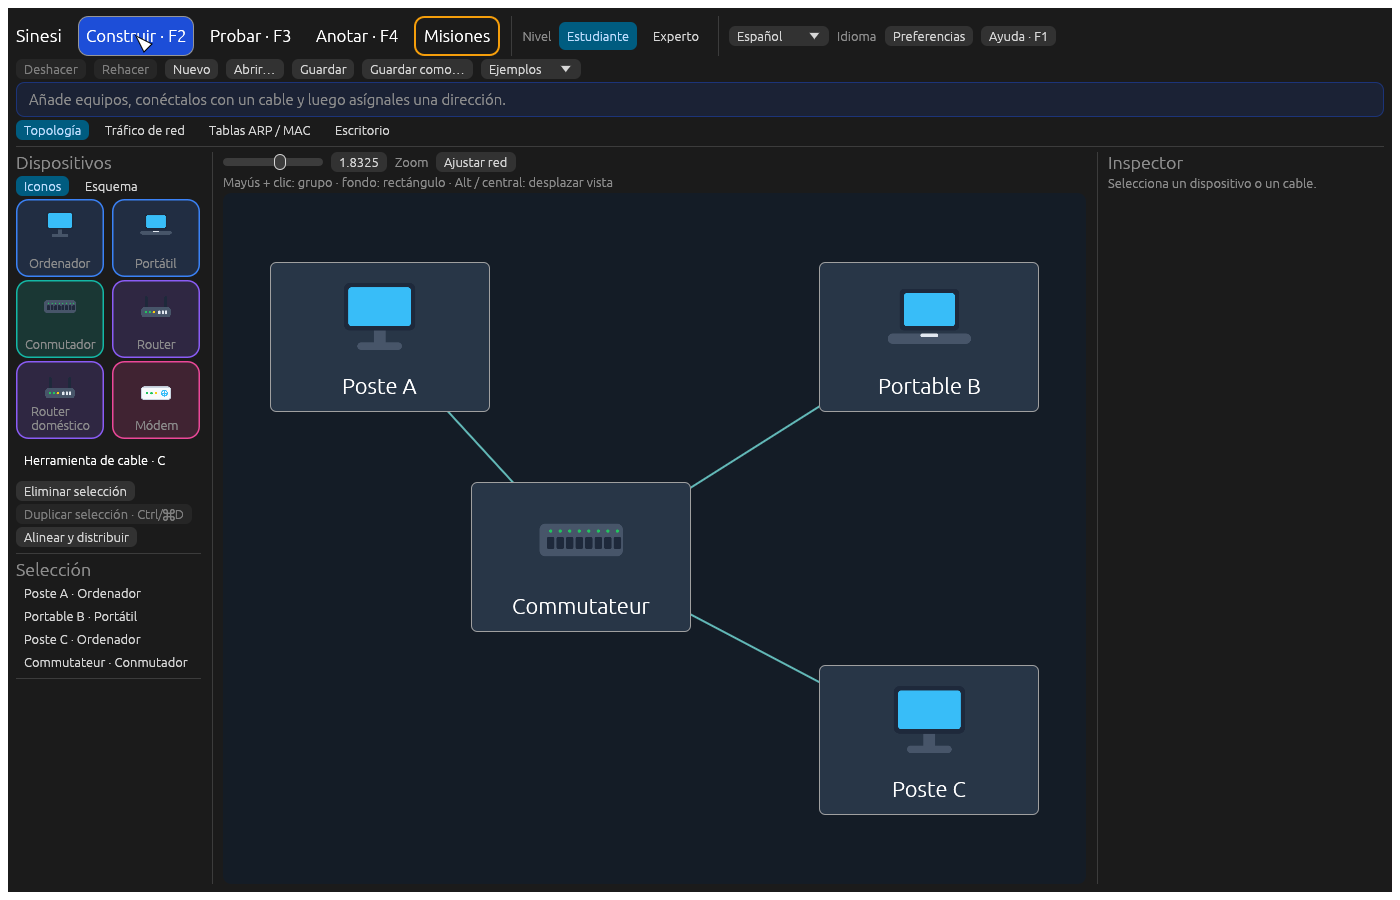 Sinesi Construir · F2 Probar · F3 Anotar · F4 Misiones Nivel Estudiante Experto Español Idioma Preferencias Ayuda · F1
Deshacer Rehacer Nuevo Abrir... Guardar Guardar como... Ejemplos
Añade equipos, conéctalos con un cable y luego asígnales una dirección.
Topología Tráfico de red Tablas ARP / MAC Escritorio
Dispositivos
Iconos Esquema
Ordenador Portátil
Conmutador Router
Router doméstico
Módem
Herramienta de cable · C
Eliminar selección
Duplicar selección · Ctrl/⌘D
Alinear y distribuir
Selección
Poste A · Ordenador
Portable B · Portátil
Poste C · Ordenador
Commutateur · Conmutador
1.8325 Zoom Ajustar red
Mayús + clic: grupo · fondo: rectángulo · Alt / central: desplazar vista
Poste A
Portable B
Commutateur
Poste C
Inspector
Selecciona un dispositivo o un cable.